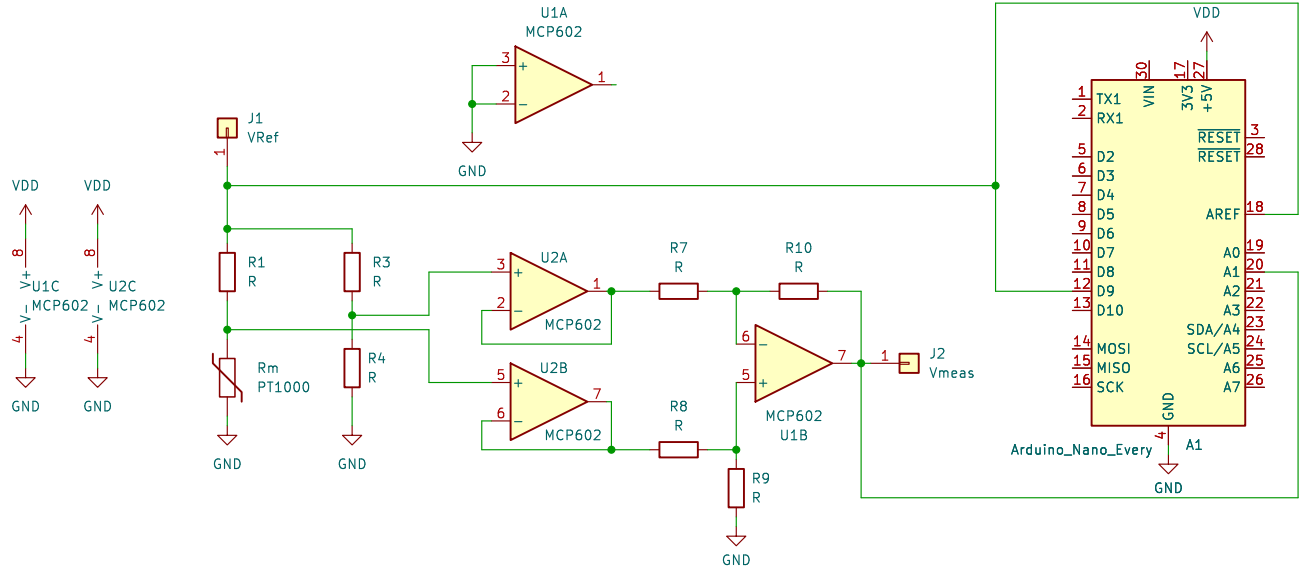 U1A
MCP602
3
+
2
−
1
GND
J1
VRef
1
VDD
VDD
8
8
V+
V+
U1C
MCP602
U2C
MCP602
V−
V−
4
4
GND
GND
R1
R
R3
R
Rm
PT1000
R4
R
GND
GND
U2A
3
+
2
−
1
MCP602
U2B
5
+
6
−
7
MCP602
R7
R
R10
R
R8
R
R9
R
GND
6
−
5
+
7
MCP602
U1B
1
J2
Vmeas
VDD
30
17
27
VIN
3V3
+5V
1
TX1
2
RX1
5
D2
6
D3
7
D4
8
D5
9
D6
10
D7
11
D8
12
D9
13
D10
14
MOSI
15
MISO
16
SCK
RESET
3
RESET
28
AREF
18
A0
19
A1
20
A2
21
A3
22
SDA/A4
23
SCL/A5
24
A6
25
A7
26
GND
4
Arduino_Nano_Every
A1
GND